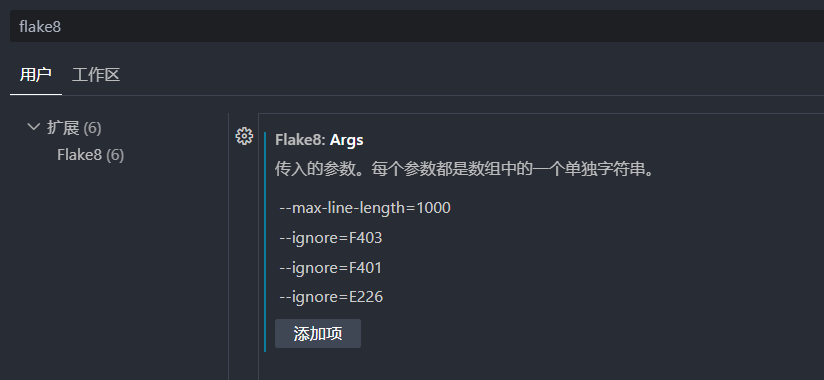 flake8
用户 工作区
扩展 (6)
Flake8 (6)
Flake8: Args
传入的参数。每个参数都是数组中的一个单独字符串。
--max-line-length=1000
--ignore=F403
--ignore=F401
--ignore=E226
添加项